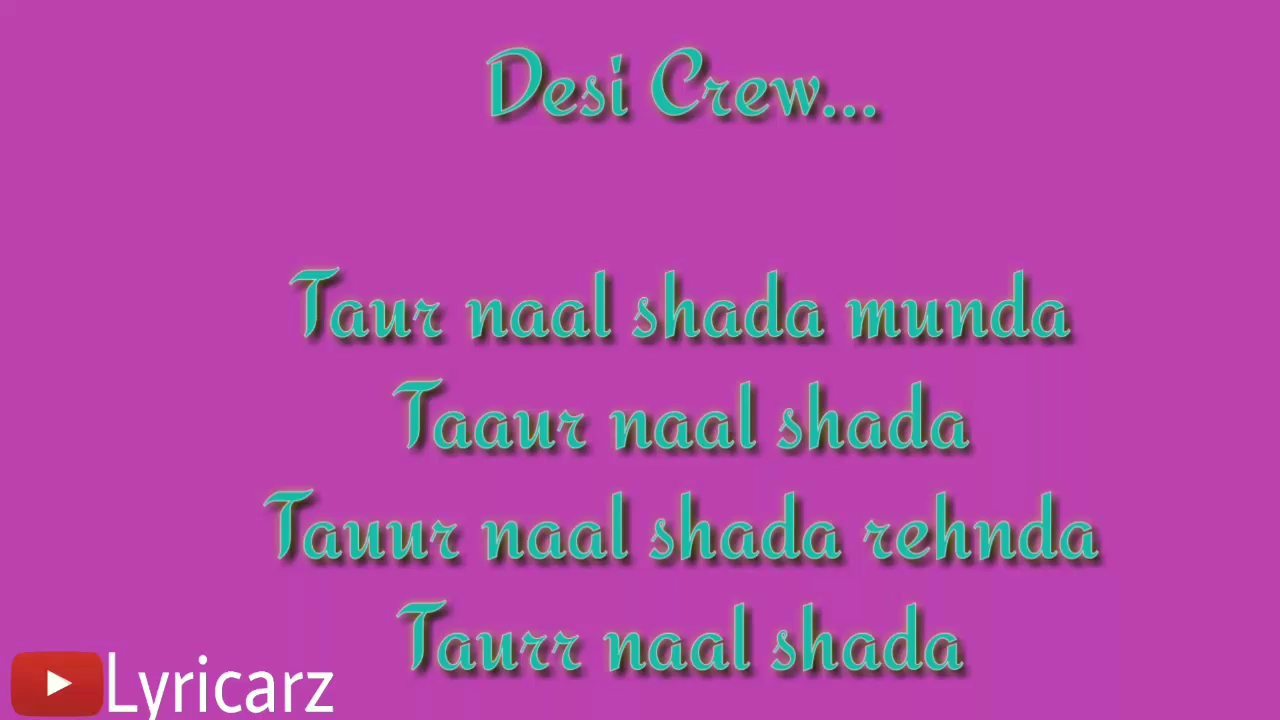 Desi Crew...
Taur naal shada munda
Taaur naal shada
Tauur naal shada rehnda
Taurr naal shada
Lyricarz